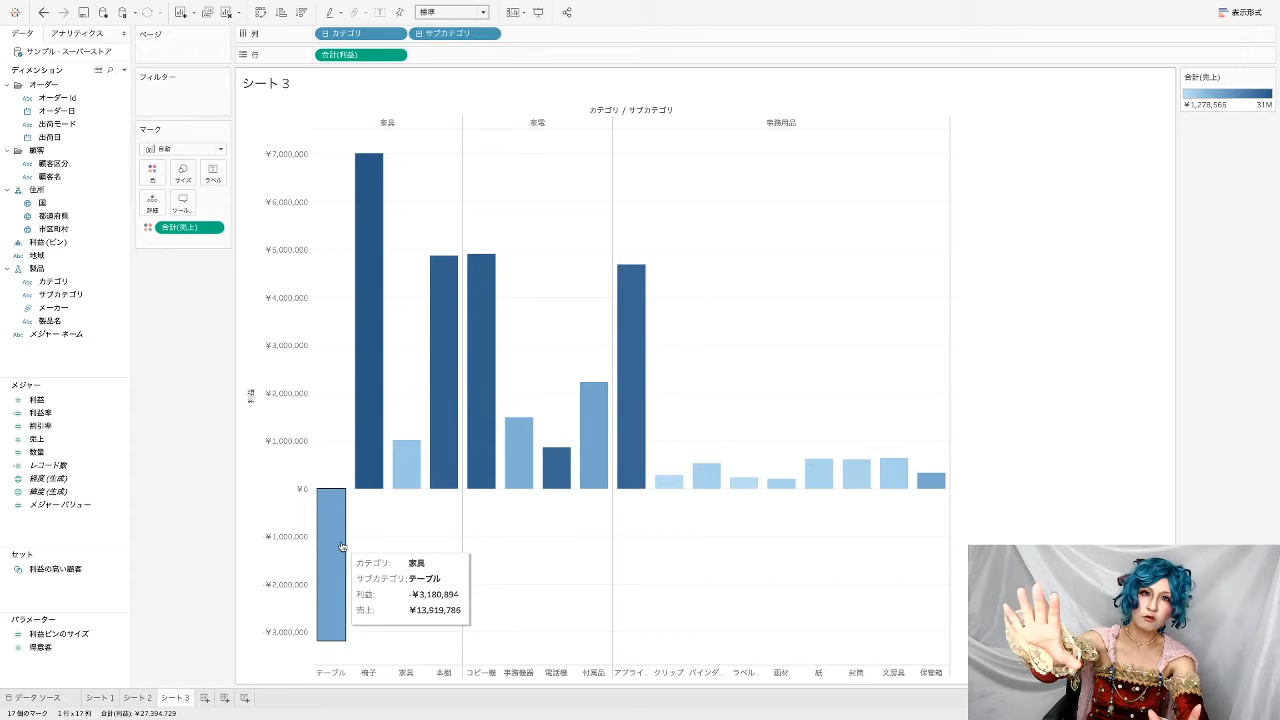 標準
表示形式
データ
アナリティクス
サンプル - スーパーストア
ディメンション
オーダー
Abc オーダー Id
オーダー日
Abc 出荷モード
出荷日
顧客
Abc 顧客区分
Abc 顧客名
住所
国
都道府県
市区町村
利益 (ビン)
Abc 地域
製品
Abc カテゴリ
Abc サブカテゴリ
メーカー
Abc 製品名
Abc メジャー ネーム
メジャー
利益
利益率
割引率
売上
数量
レコード数
経度 (生成)
緯度 (生成)
メジャー バリュー
セット
利益の高い顧客
パラメーター
利益ビンのサイズ
得意客
ページ
フィルター
マーク
自動
色
サイズ
ラベル
詳細
ツール...
合計(売上)
列
カテゴリ
サブカテゴリ
行
合計(利益)
シート 3
カテゴリ / サブカテゴリ
家具
家電
事務用品
利益
¥7,000,000
¥6,000,000
¥5,000,000
¥4,000,000
¥3,000,000
¥2,000,000
¥1,000,000
¥0
-¥1,000,000
-¥2,000,000
-¥3,000,000
カテゴリ: 家具
サブカテゴリ: テーブル
利益: -¥3,180,894
売上: ¥13,919,786
テーブル
椅子
家具
本棚
コピー機
事務機器
電話機
付属品
アプライ..
クリップ
バインダ..
ラベル
画材
紙
封筒
文房具
保管箱
合計(売上)
¥1,278,566
31M
データ ソース
シート 1
シート 2
シート 3
17 個のマーク
1 行 x 17 列
合計(利益): ¥27,394,729